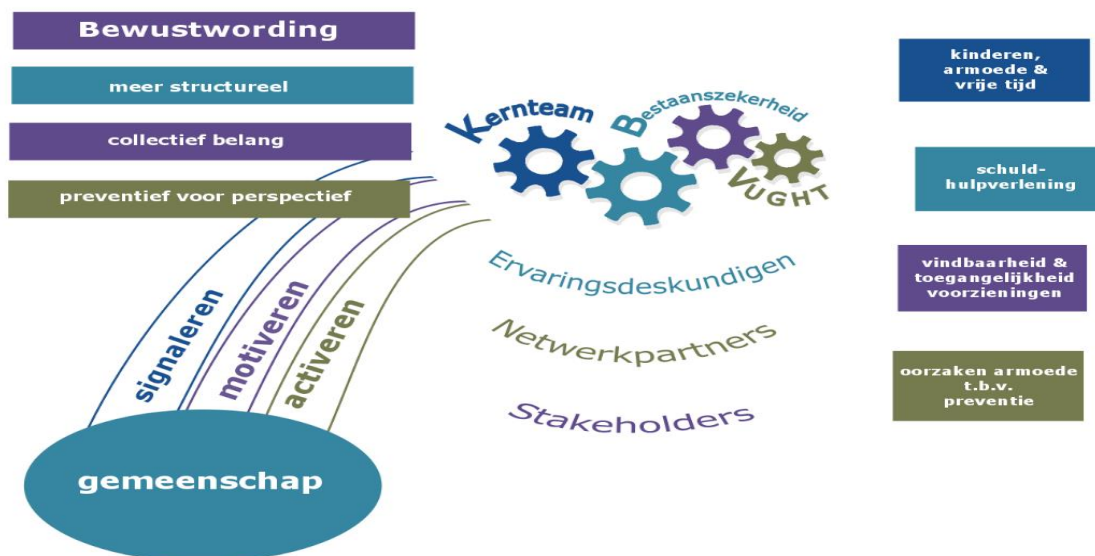 Bewustwording
meer structureel
collectief belang
preventief voor perspectief
signaleren
motiveren
activeren
gemeenschap
Kernteam
Bestaanszekerheid
VUGHT
Ervaringsdeskundigen
Netwerkpartners
Stakeholders
kinderen,
armoede &
vrije tijd
schuld-
hulpverlening
vindbaarheid &
toegangelijkheid
voorzieningen
oorzaken armoede
t.b.v.
preventie